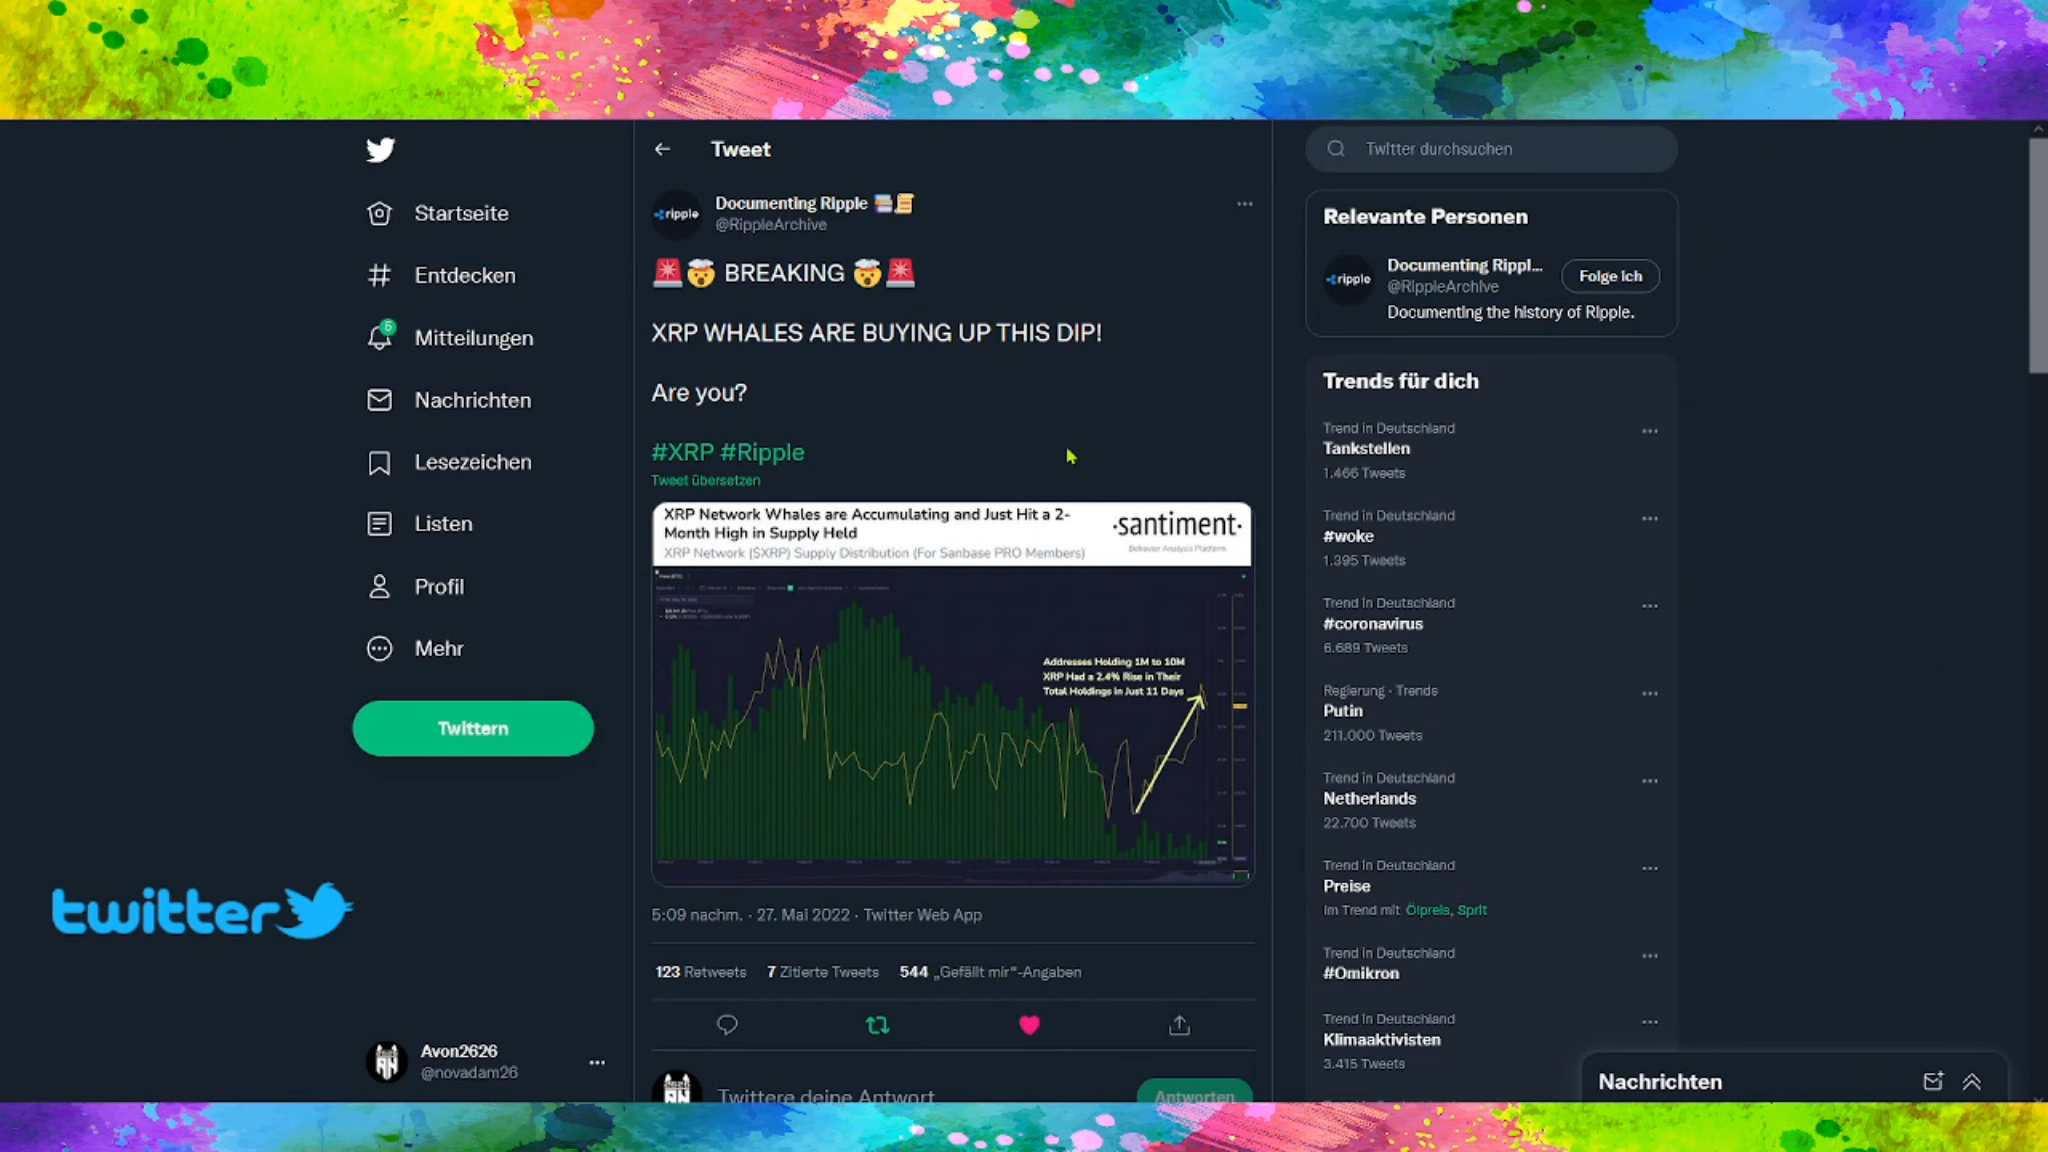 Tweet
Twitter durchsuchen
Startseite
Entdecken
6
Mitteilungen
Nachrichten
Lesezeichen
Listen
Profil
Mehr
Twittern
twitter
Avon2626
@novadam26
ripple
Documenting Ripple
@RippleArchive
BREAKING
XRP WHALES ARE BUYING UP THIS DIP!
Are you?
#XRP #Ripple
Tweet übersetzen
XRP Network Whales are Accumulating and Just Hit a 2-
Month High in Supply Held
XRP Network ($XRP) Supply Distribution (For Sanbase PRO Members)
·santiment·
Behavior Analysis Platform
Addresses Holding 1M to 10M
XRP Had a 2.4% Rise in Their
Total Holdings in Just 11 Days
5:09 nachm. · 27. Mai 2022 · Twitter Web App
123 Retweets 7 Zitierte Tweets 544 „Gefällt mir“-Angaben
Twittere deine Antwort
Antworten
Relevante Personen
ripple
Documenting Rippl...
@RippleArchive
Folge ich
Documenting the history of Ripple.
Trends für dich
Trend in Deutschland
Tankstellen
1.466 Tweets
Trend in Deutschland
#woke
1.395 Tweets
Trend in Deutschland
#coronavirus
6.689 Tweets
Regierung · Trends
Putin
211.000 Tweets
Trend in Deutschland
Netherlands
22.700 Tweets
Trend in Deutschland
Preise
Im Trend mit Ölpreis, Sprit
Trend in Deutschland
#Omikron
Trend in Deutschland
Klimaaktivisten
3.415 Tweets
Nachrichten